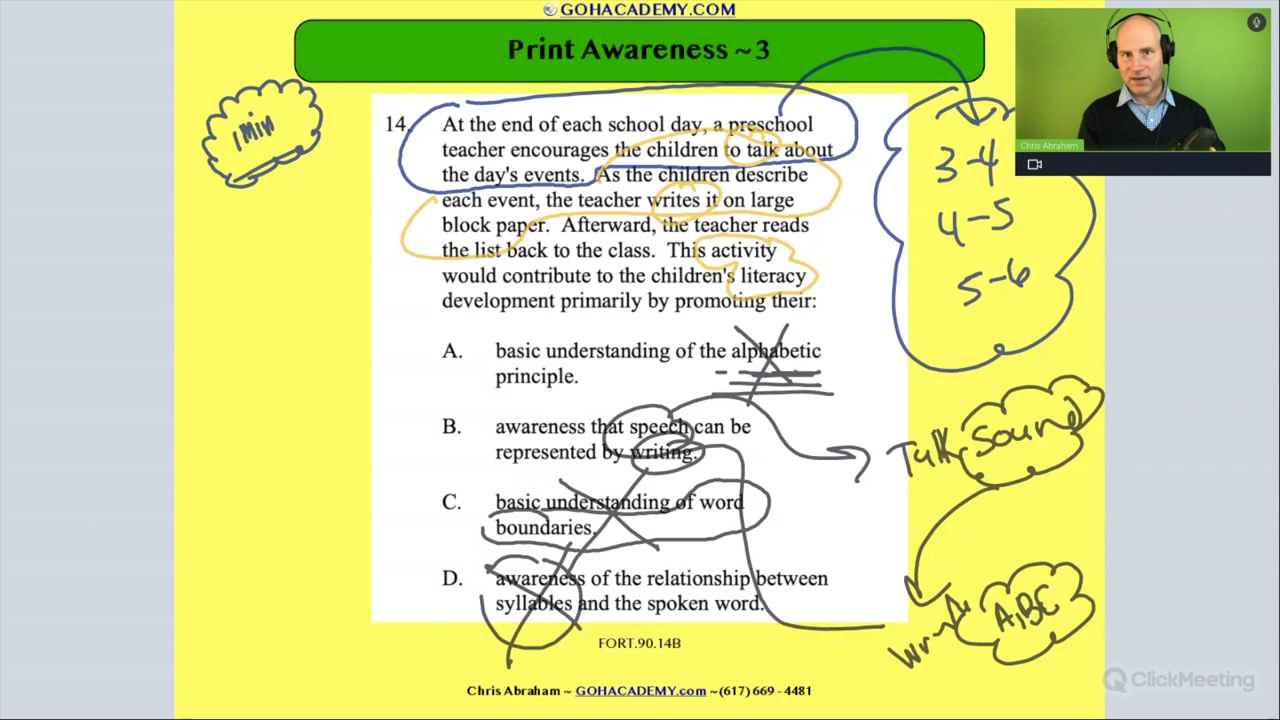 GOHACADEMY.COM
Print Awareness ~ 3
1 min
Chris Abraham
14. At the end of each school day, a preschool
teacher encourages the children to talk about
the day's events. As the children describe
each event, the teacher writes it on large
block paper. Afterward, the teacher reads
the list back to the class. This activity
would contribute to the children's literacy
development primarily by promoting their:
3-4
4-5
5-6
A. basic understanding of the alphabetic
principle.
B. awareness that speech can be
represented by writing.
Talk Sound
C. basic understanding of word
boundaries.
D. awareness of the relationship between
syllables and the spoken word.
ABC
FORT.90.14B
Chris Abraham ~ GOHACADEMY.com ~ (617) 669 - 4481
ClickMeeting